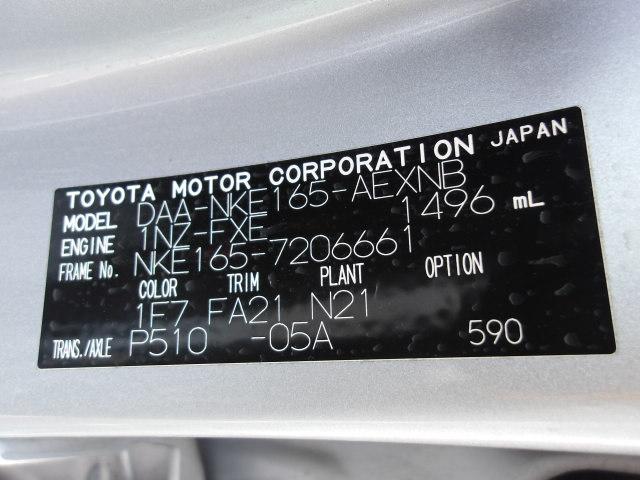 TOYOTA MOTOR CORPORATION JAPAN
MODEL DAA-NKE165-AEXNB
ENGINE 1NZ-FXE 1496 mL
FRAME No. NKE165-7206661
COLOR TRIM PLANT OPTION
1F7 FA21 N21
TRANS./AXLE P510 -05A 590